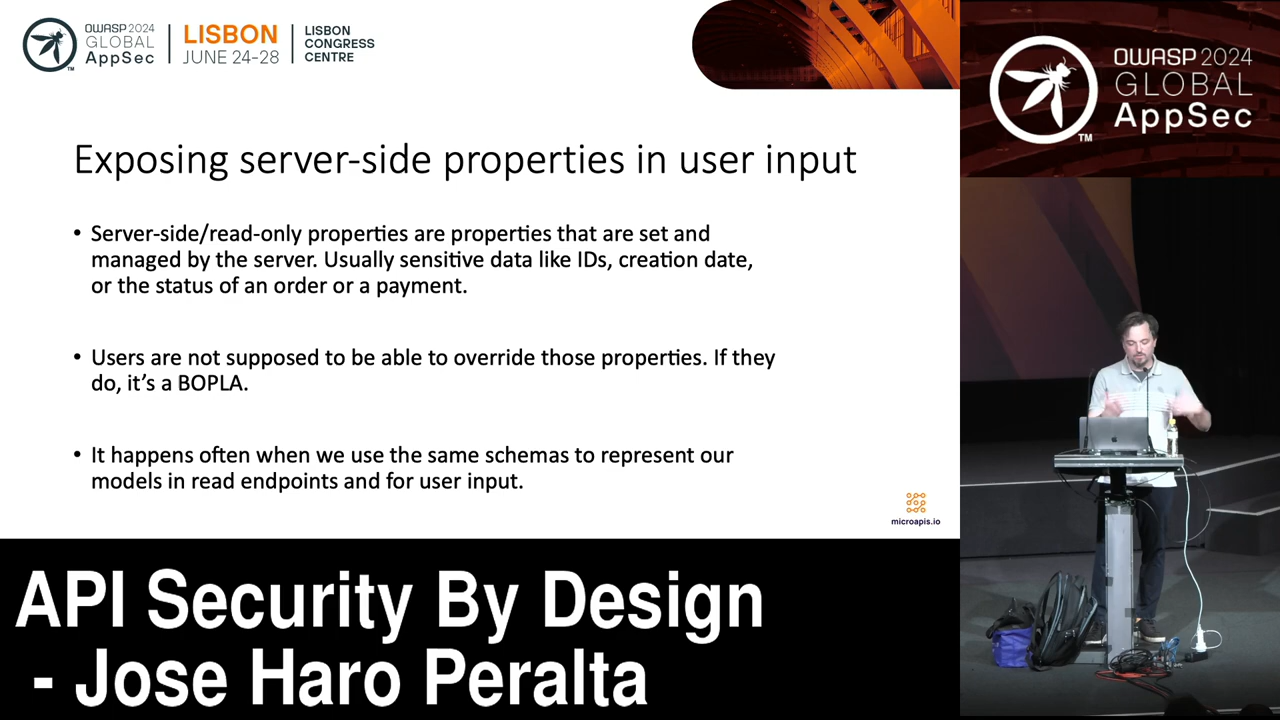 OWASP 2024
GLOBAL
AppSec
TM
LISBON
JUNE 24-28
LISBON
CONGRESS
CENTRE
Exposing server-side properties in user input
• Server-side/read-only properties are properties that are set and
managed by the server. Usually sensitive data like IDs, creation date,
or the status of an order or a payment.
• Users are not supposed to be able to override those properties. If they
do, it's a BOPLA.
• It happens often when we use the same schemas to represent our
models in read endpoints and for user input.
microapis.io
OWASP 2024
GLOBAL
AppSec
TM
API Security By Design
- Jose Haro Peralta